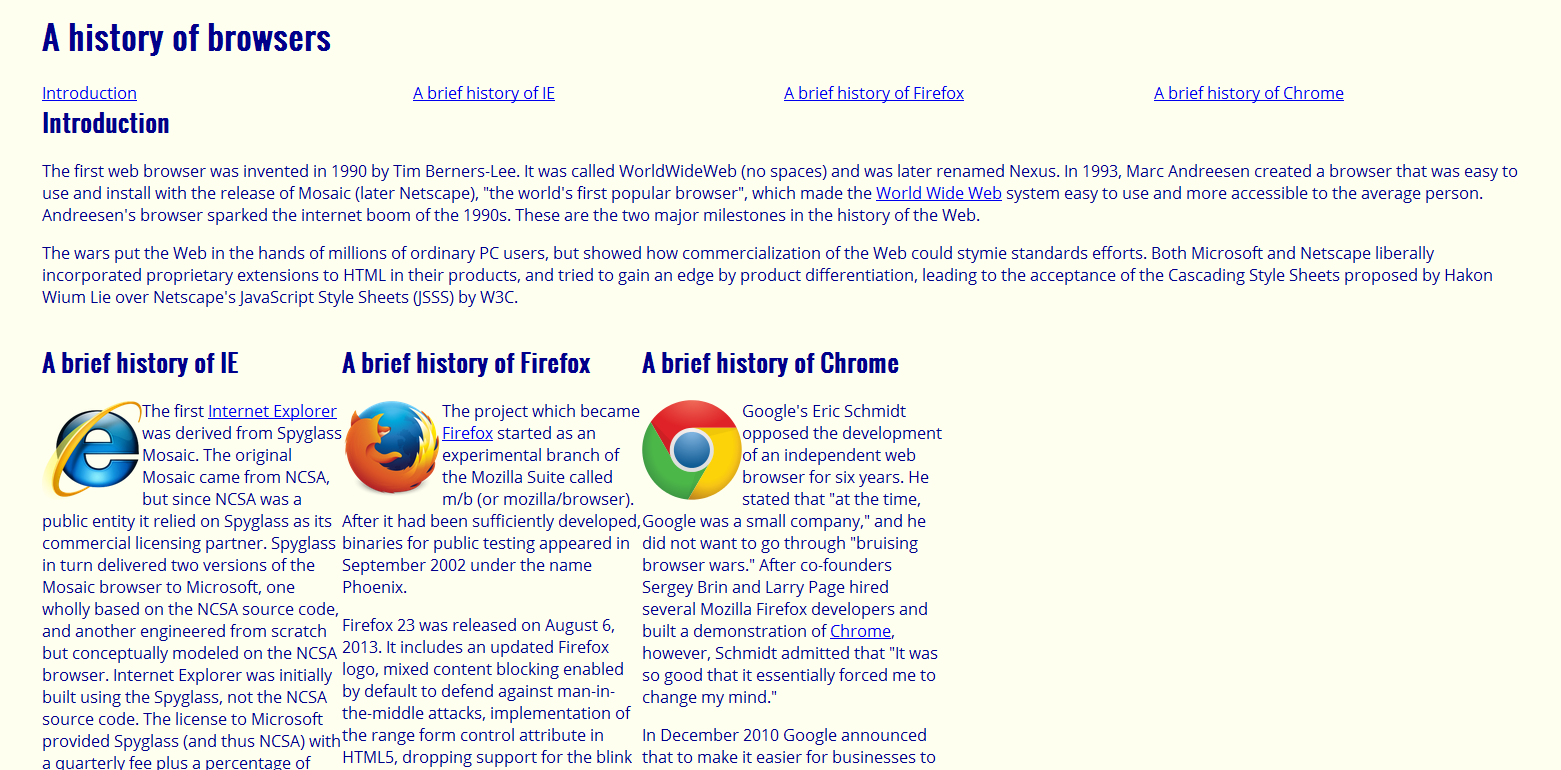 A history of browsers
Introduction
A brief history of IE
A brief history of Firefox
A brief history of Chrome
Introduction
The first web browser was invented in 1990 by Tim Berners-Lee. It was called WorldWideWeb (no spaces) and was later renamed Nexus. In 1993, Marc Andreesen created a browser that was easy to
use and install with the release of Mosaic (later Netscape), "the world's first popular browser", which made the World Wide Web system easy to use and more accessible to the average person.
Andreesen's browser sparked the internet boom of the 1990s. These are the two major milestones in the history of the Web.
The wars put the Web in the hands of millions of ordinary PC users, but showed how commercialization of the Web could stymie standards efforts. Both Microsoft and Netscape liberally
incorporated proprietary extensions to HTML in their products, and tried to gain an edge by product differentiation, leading to the acceptance of the Cascading Style Sheets proposed by Hakon
Wium Lie over Netscape's JavaScript Style Sheets (JSSS) by W3C.
A brief history of IE
The first Internet Explorer
was derived from Spyglass
Mosaic. The original
Mosaic came from NCSA,
but since NCSA was a
public entity it relied on Spyglass as its
commercial licensing partner. Spyglass
in turn delivered two versions of the
Mosaic browser to Microsoft, one
wholly based on the NCSA source code,
and another engineered from scratch
but conceptually modeled on the NCSA
browser. Internet Explorer was initially
built using the Spyglass, not the NCSA
source code. The license to Microsoft
provided Spyglass (and thus NCSA) with
a quarterly fee plus a percentage of
A brief history of Firefox
The project which became
Firefox started as an
experimental branch of
the Mozilla Suite called
m/b (or mozilla/browser).
After it had been sufficiently developed,
binaries for public testing appeared in
September 2002 under the name
Phoenix.
Firefox 23 was released on August 6,
2013. It includes an updated Firefox
logo, mixed content blocking enabled
by default to defend against man-in-
the-middle attacks, implementation of
the range form control attribute in
HTML5, dropping support for the blink
A brief history of Chrome
Google's Eric Schmidt
opposed the development
of an independent web
browser for six years. He
stated that "at the time,
Google was a small company," and he
did not want to go through "bruising
browser wars." After co-founders
Sergey Brin and Larry Page hired
several Mozilla Firefox developers and
built a demonstration of Chrome,
however, Schmidt admitted that "It was
so good that it essentially forced me to
change my mind."
In December 2010 Google announced
that to make it easier for businesses to